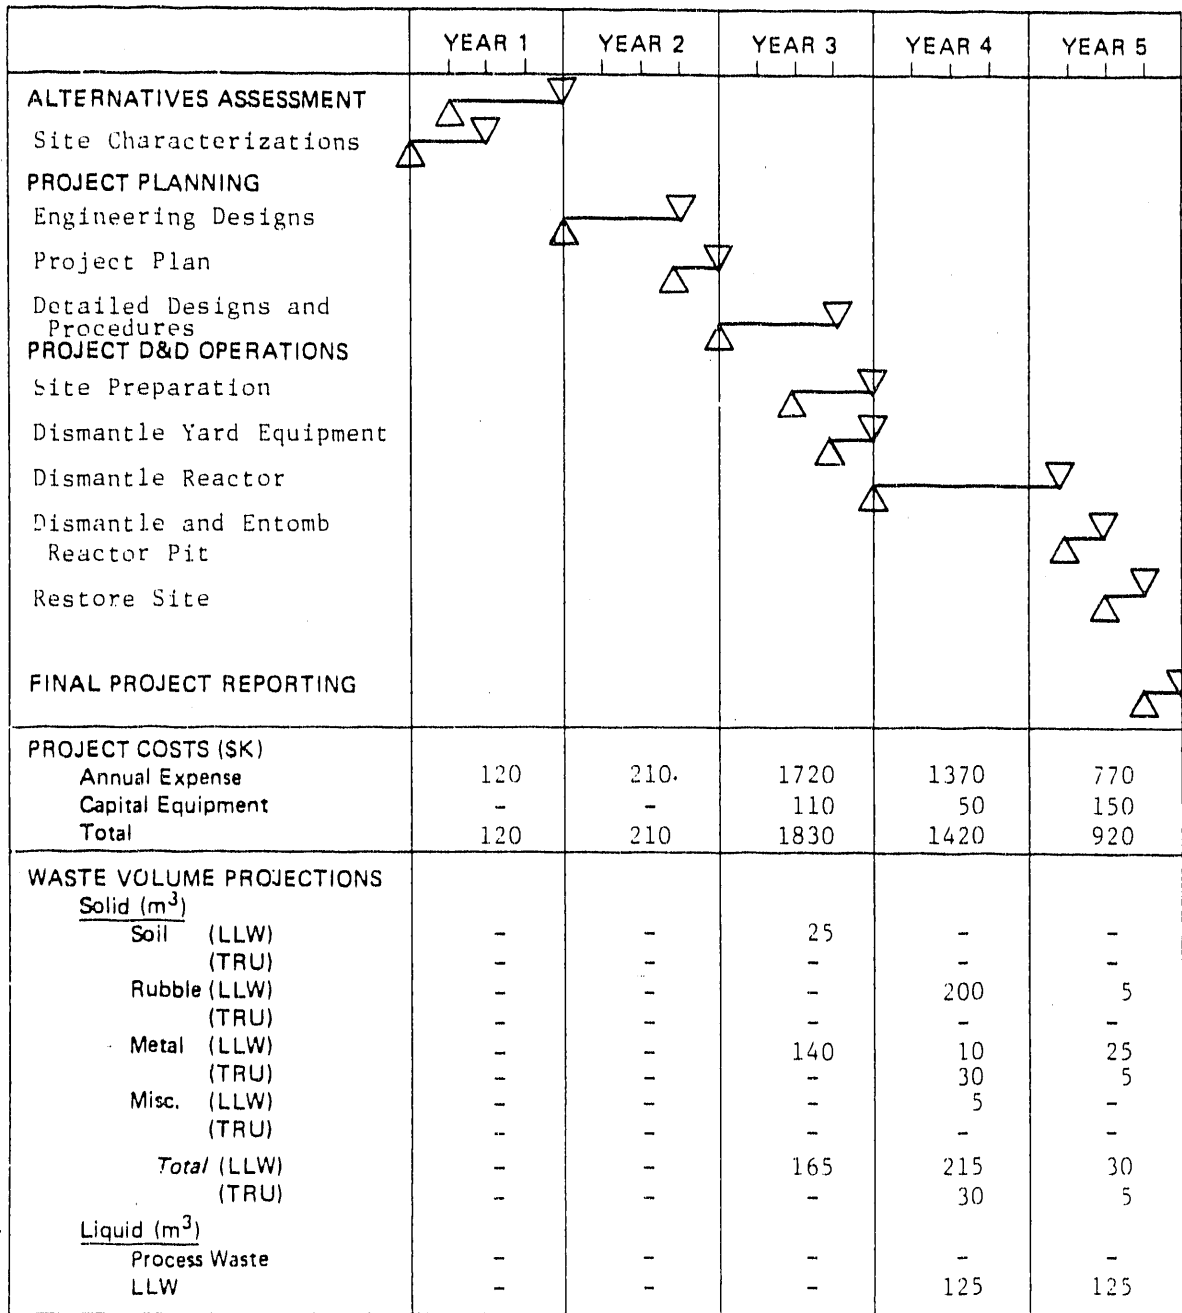 YEAR 1 YEAR 2 YEAR 3 YEAR 4 YEAR 5
ALTERNATIVES ASSESSMENT
Site Characterizations
PROJECT PLANNING
Engineering Designs
Project Plan
Detailed Designs and
Procedures
PROJECT D&D OPERATIONS
Site Preparation
Dismantle Yard Equipment
Dismantle Reactor
Dismantle and Entomb
Reactor Pit
Restore Site
FINAL PROJECT REPORTING
PROJECT COSTS ($K)
Annual Expense 120 210. 1720 1370 770
Capital Equipment - - 110 50 150
Total 120 210 1830 1420 920
WASTE VOLUME PROJECTIONS
Solid (m³)
Soil (LLW) - - 25 - -
(TRU) - - - - -
Rubble (LLW) - - - 200 5
(TRU) - - - - -
Metal (LLW) - - 140 10 25
(TRU) - - - 30 5
Misc. (LLW) - - - 5 -
(TRU) - - - - -
Total (LLW) - - 165 215 30
(TRU) - - - 30 5
Liquid (m³)
Process Waste - - - - -
LLW - - - 125 125